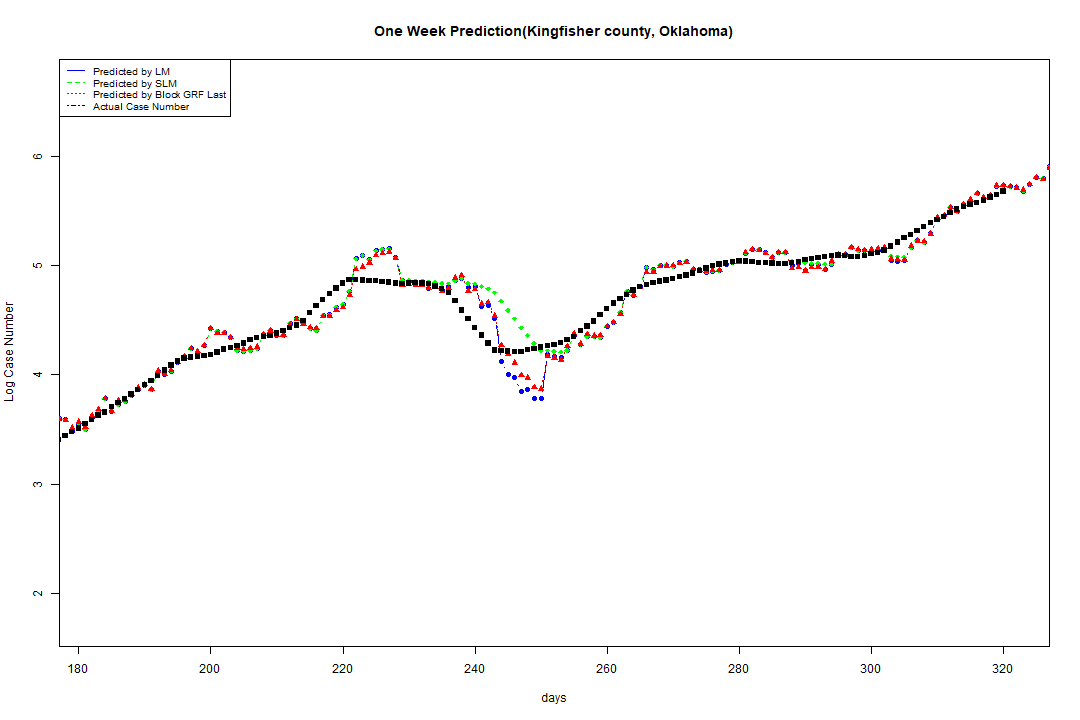 One Week Prediction(Kingfisher county, Oklahoma)
Predicted by LM
Predicted by SLM
Predicted by Block GRF Last
Actual Case Number
6
5
4
3
2
Log Case Number
180 200 220 240 260 280 300 320
days